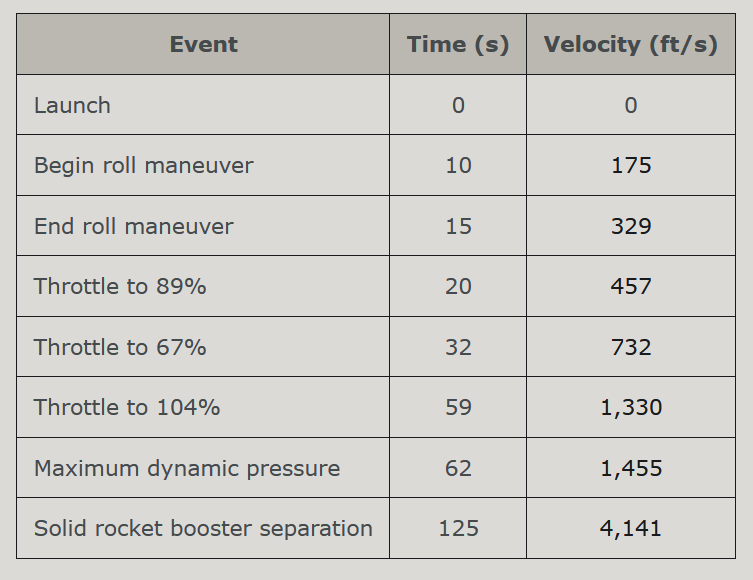 Event Time (s) Velocity (ft/s)
Launch 0 0
Begin roll maneuver 10 175
End roll maneuver 15 329
Throttle to 89% 20 457
Throttle to 67% 32 732
Throttle to 104% 59 1,330
Maximum dynamic pressure 62 1,455
Solid rocket booster separation 125 4,141